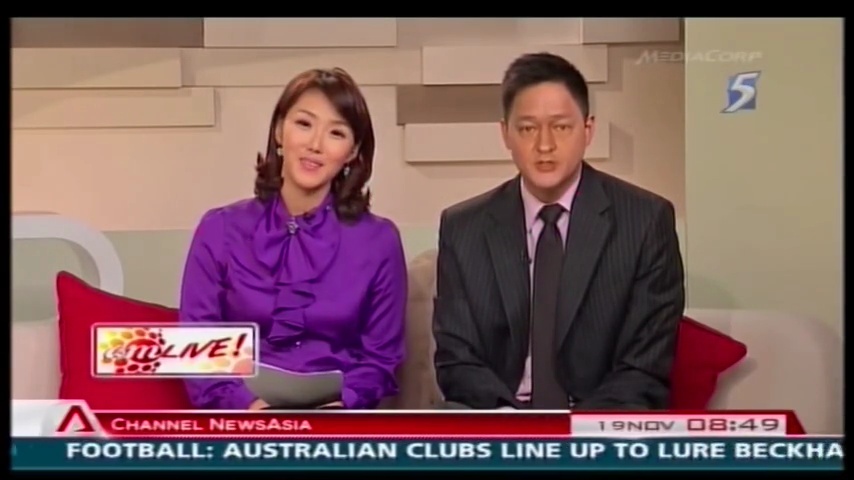 MEDIACORP
5
am LIVE!
CHANNEL NEWSASIA
19NOV 08:49
FOOTBALL: AUSTRALIAN CLUBS LINE UP TO LURE BECKHA